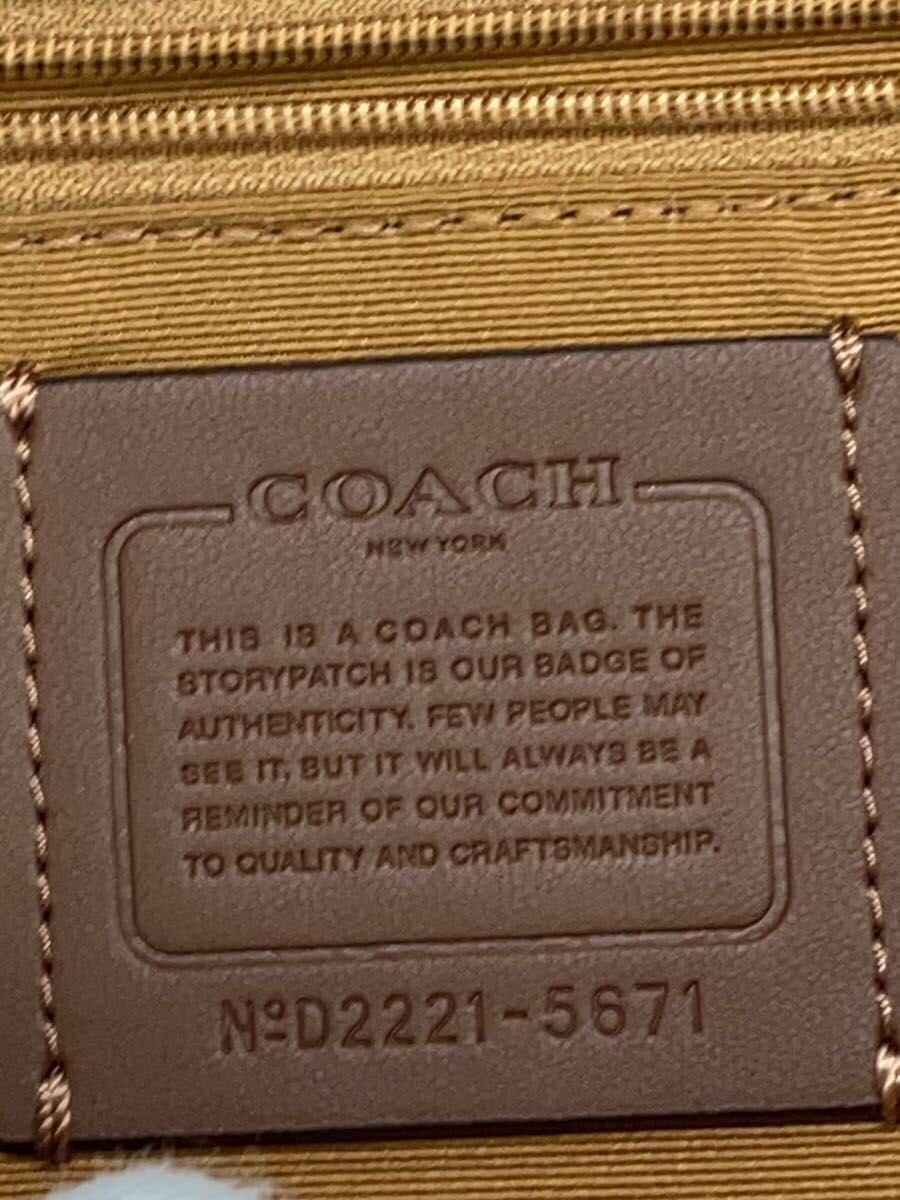 COACH
NEW YORK
THIS IS A COACH BAG. THE
STORYPATCH IS OUR BADGE OF
AUTHENTICITY. FEW PEOPLE MAY
SEE IT, BUT IT WILL ALWAYS BE A
REMINDER OF OUR COMMITMENT
TO QUALITY AND CRAFTSMANSHIP.
NºD2221-5671